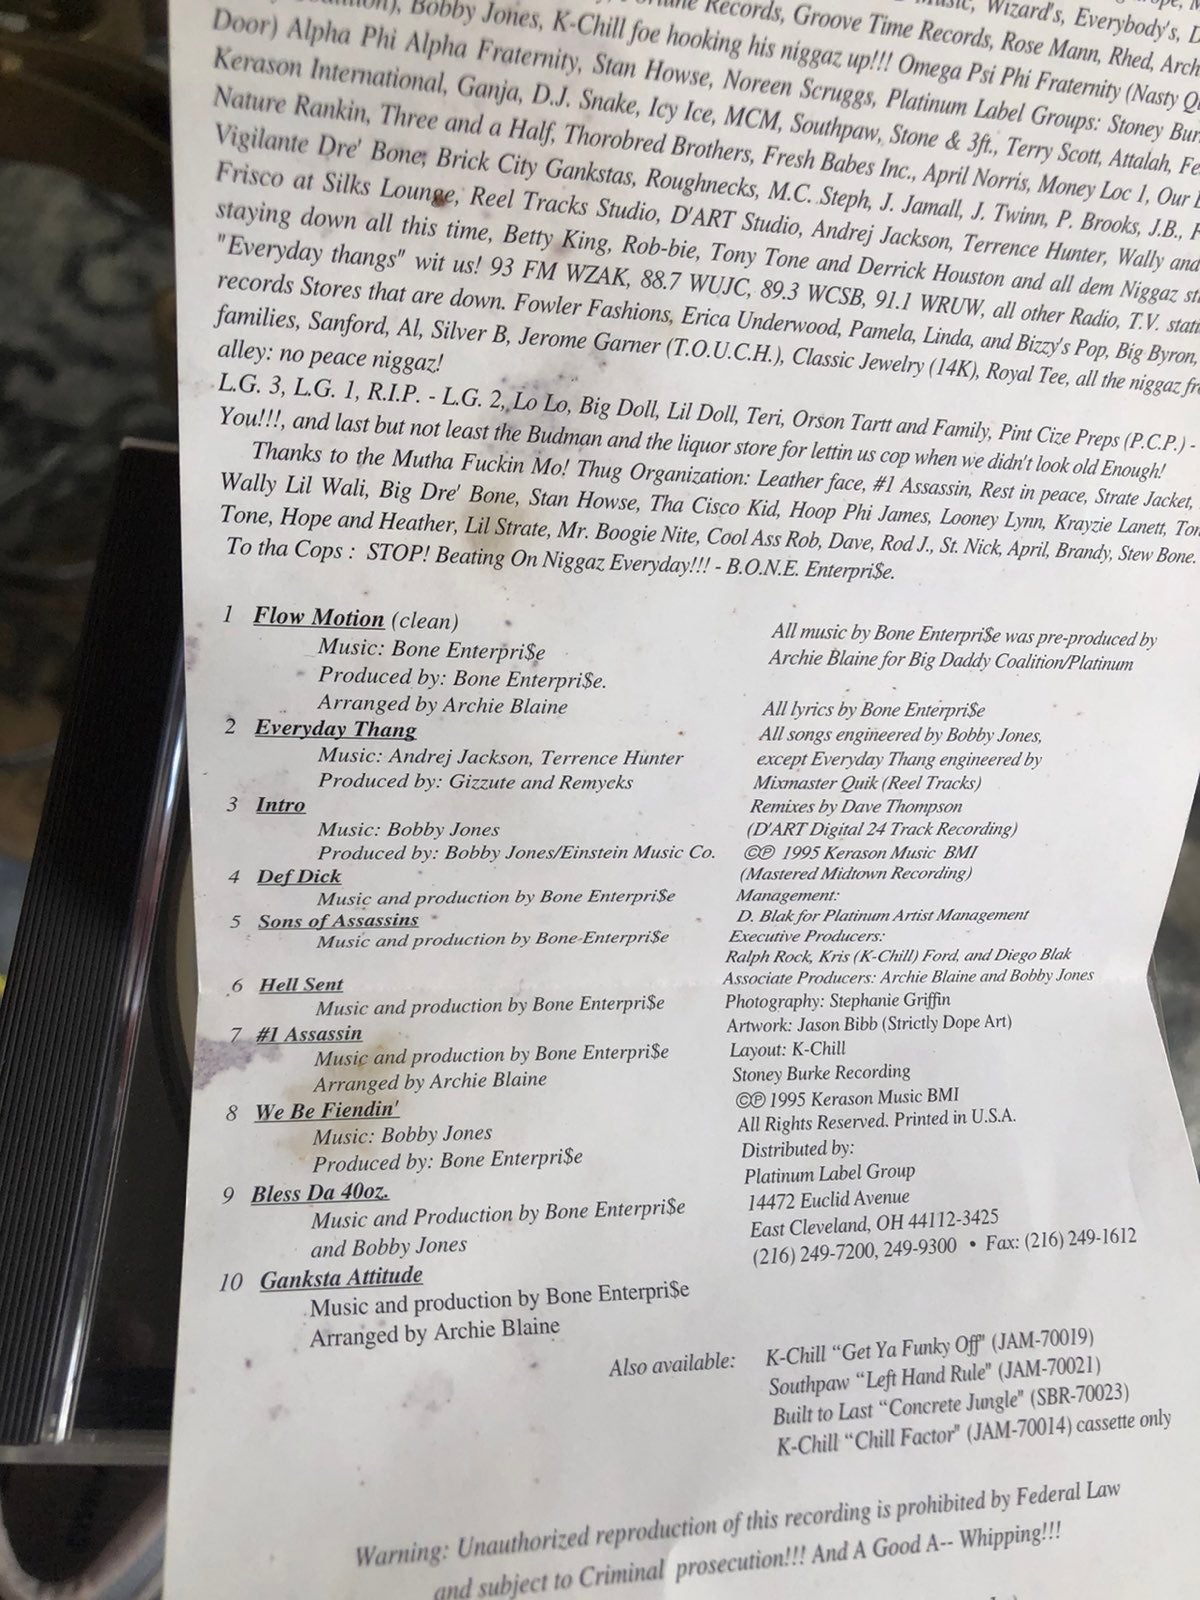 Bobby Jones, K-Chill foe hooking his niggaz up!!! Omega Psi Phi Fraternity (Nasty
Records, Groove Time Records, Rose Mann, Rhed,
Music, Wizard's, Everybody's,
Door) Alpha Phi Alpha Fraternity, Stan Howse, Noreen Scruggs, Platinum Label Groups: Stoney
Kerason International, Ganja, D.J. Snake, Icy Ice, MCM, Southpaw, Stone & 3ft., Terry Scott, Attalah,
Nature Rankin, Three and a Half, Thorobred Brothers, Fresh Babes Inc., April Norris, Money Loc 1, Our
Vigilante Dre' Bone, Brick City Gankstas, Roughnecks, M.C. Steph, J. Jamall, J. Twinn, P. Brooks, J.B.,
Frisco at Silks Lounge, Reel Tracks Studio, D'ART Studio, Andrej Jackson, Terrence Hunter, Wally and
staying down all this time, Betty King, Rob-bie, Tony Tone and Derrick Houston and all dem Niggaz
"Everyday thangs" wit us! 93 FM WZAK, 88.7 WUJC, 89.3 WCSB, 91.1 WRUW, all other Radio, T.V.
records Stores that are down. Fowler Fashions, Erica Underwood, Pamela, Linda, and Bizzy's Pop, Big Byron,
families, Sanford, Al, Silver B, Jerome Garner (T.O.U.C.H.), Classic Jewelry (14K), Royal Tee, all the niggaz
alley: no peace niggaz!
L.G. 3, L.G. 1, R.I.P. - L.G. 2, Lo Lo, Big Doll, Lil Doll, Teri, Orson Tartt and Family, Pint Cize Preps (P.C.P.) -
You!!!, and last but not least the Budman and the liquor store for lettin us cop when we didn't look old Enough!
Thanks to the Mutha Fuckin Mo! Thug Organization: Leather face, #1 Assassin, Rest in peace, Strate Jacket,
Wally Lil Wali, Big Dre' Bone, Stan Howse, Tha Cisco Kid, Hoop Phi James, Looney Lynn, Krayzie Lanett,
Tone, Hope and Heather, Lil Strate, Mr. Boogie Nite, Cool Ass Rob, Dave, Rod J., St. Nick, April, Brandy, Stew Bone.
To tha Cops : STOP! Beating On Niggaz Everyday!!! - B.O.N.E. Enterpri$e.
1 Flow Motion (clean)
Music: Bone Enterpri$e
Produced by: Bone Enterpri$e.
Arranged by Archie Blaine
2 Everyday Thang
Music: Andrej Jackson, Terrence Hunter
Produced by: Gizzute and Remyeks
3 Intro
Music: Bobby Jones
Produced by: Bobby Jones/Einstein Music Co.
4 Def Dick
Music and production by Bone Enterpri$e
5 Sons of Assassins
Music and production by Bone-Enterpri$e
6 Hell Sent
Music and production by Bone Enterpri$e
7 #1 Assassin
Music and production by Bone Enterpri$e
Arranged by Archie Blaine
8 We Be Fiendin'
Music: Bobby Jones
Produced by: Bone Enterpri$e
9 Bless Da 40oz.
Music and Production by Bone Enterpri$e
and Bobby Jones
10 Ganksta Attitude
Music and production by Bone Enterpri$e
Arranged by Archie Blaine
All music by Bone Enterpri$e was pre-produced by
Archie Blaine for Big Daddy Coalition/Platinum
All lyrics by Bone Enterpri$e
All songs engineered by Bobby Jones,
except Everyday Thang engineered by
Mixmaster Quik (Reel Tracks)
Remixes by Dave Thompson
(D'ART Digital 24 Track Recording)
©℗ 1995 Kerason Music BMI
(Mastered Midtown Recording)
Management:
D. Blak for Platinum Artist Management
Executive Producers:
Ralph Rock, Kris (K-Chill) Ford, and Diego Blak
Associate Producers: Archie Blaine and Bobby Jones
Photography: Stephanie Griffin
Artwork: Jason Bibb (Strictly Dope Art)
Layout: K-Chill
Stoney Burke Recording
©℗ 1995 Kerason Music BMI
All Rights Reserved. Printed in U.S.A.
Distributed by:
Platinum Label Group
14472 Euclid Avenue
East Cleveland, OH 44112-3425
(216) 249-7200, 249-9300 • Fax: (216) 249-1612
Also available:
K-Chill “Get Ya Funky Off" (JAM-70019)
Southpaw “Left Hand Rule" (JAM-70021)
Built to Last “Concrete Jungle" (SBR-70023)
K-Chill “Chill Factor" (JAM-70014) cassette only
Warning: Unauthorized reproduction of this recording is prohibited by Federal Law
and subject to Criminal prosecution!!! And A Good A-- Whipping!!!